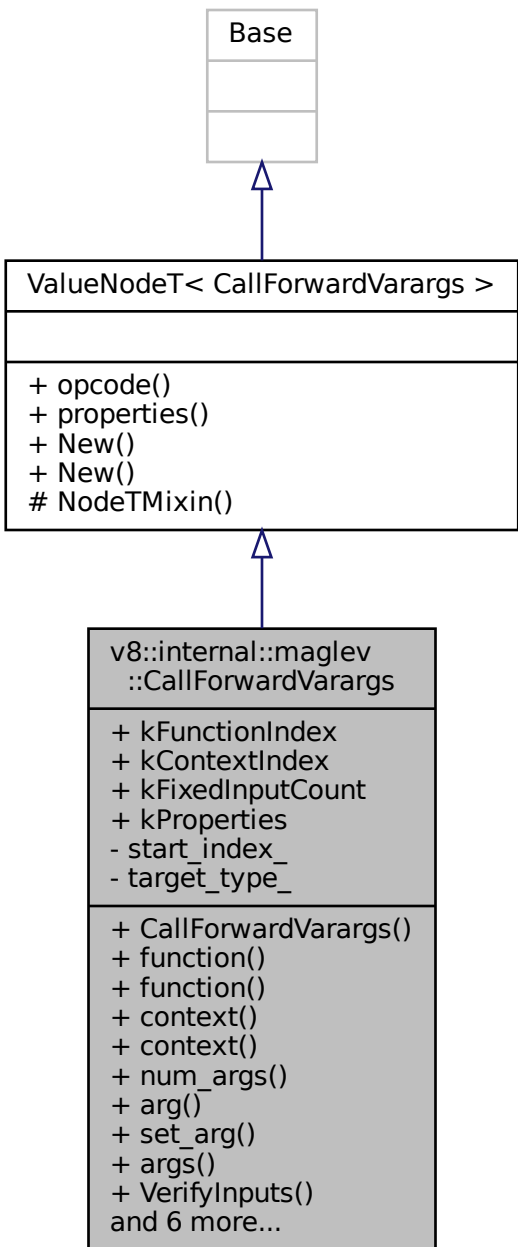 Base
ValueNodeT< CallForwardVarargs >
+ opcode()
+ properties()
+ New()
+ New()
# NodeTMixin()
v8::internal::maglev
::CallForwardVarargs
+ kFunctionIndex
+ kContextIndex
+ kFixedInputCount
+ kProperties
- start_index_
- target_type_
+ CallForwardVarargs()
+ function()
+ function()
+ context()
+ context()
+ num_args()
+ arg()
+ set_arg()
+ args()
+ VerifyInputs()
and 6 more...